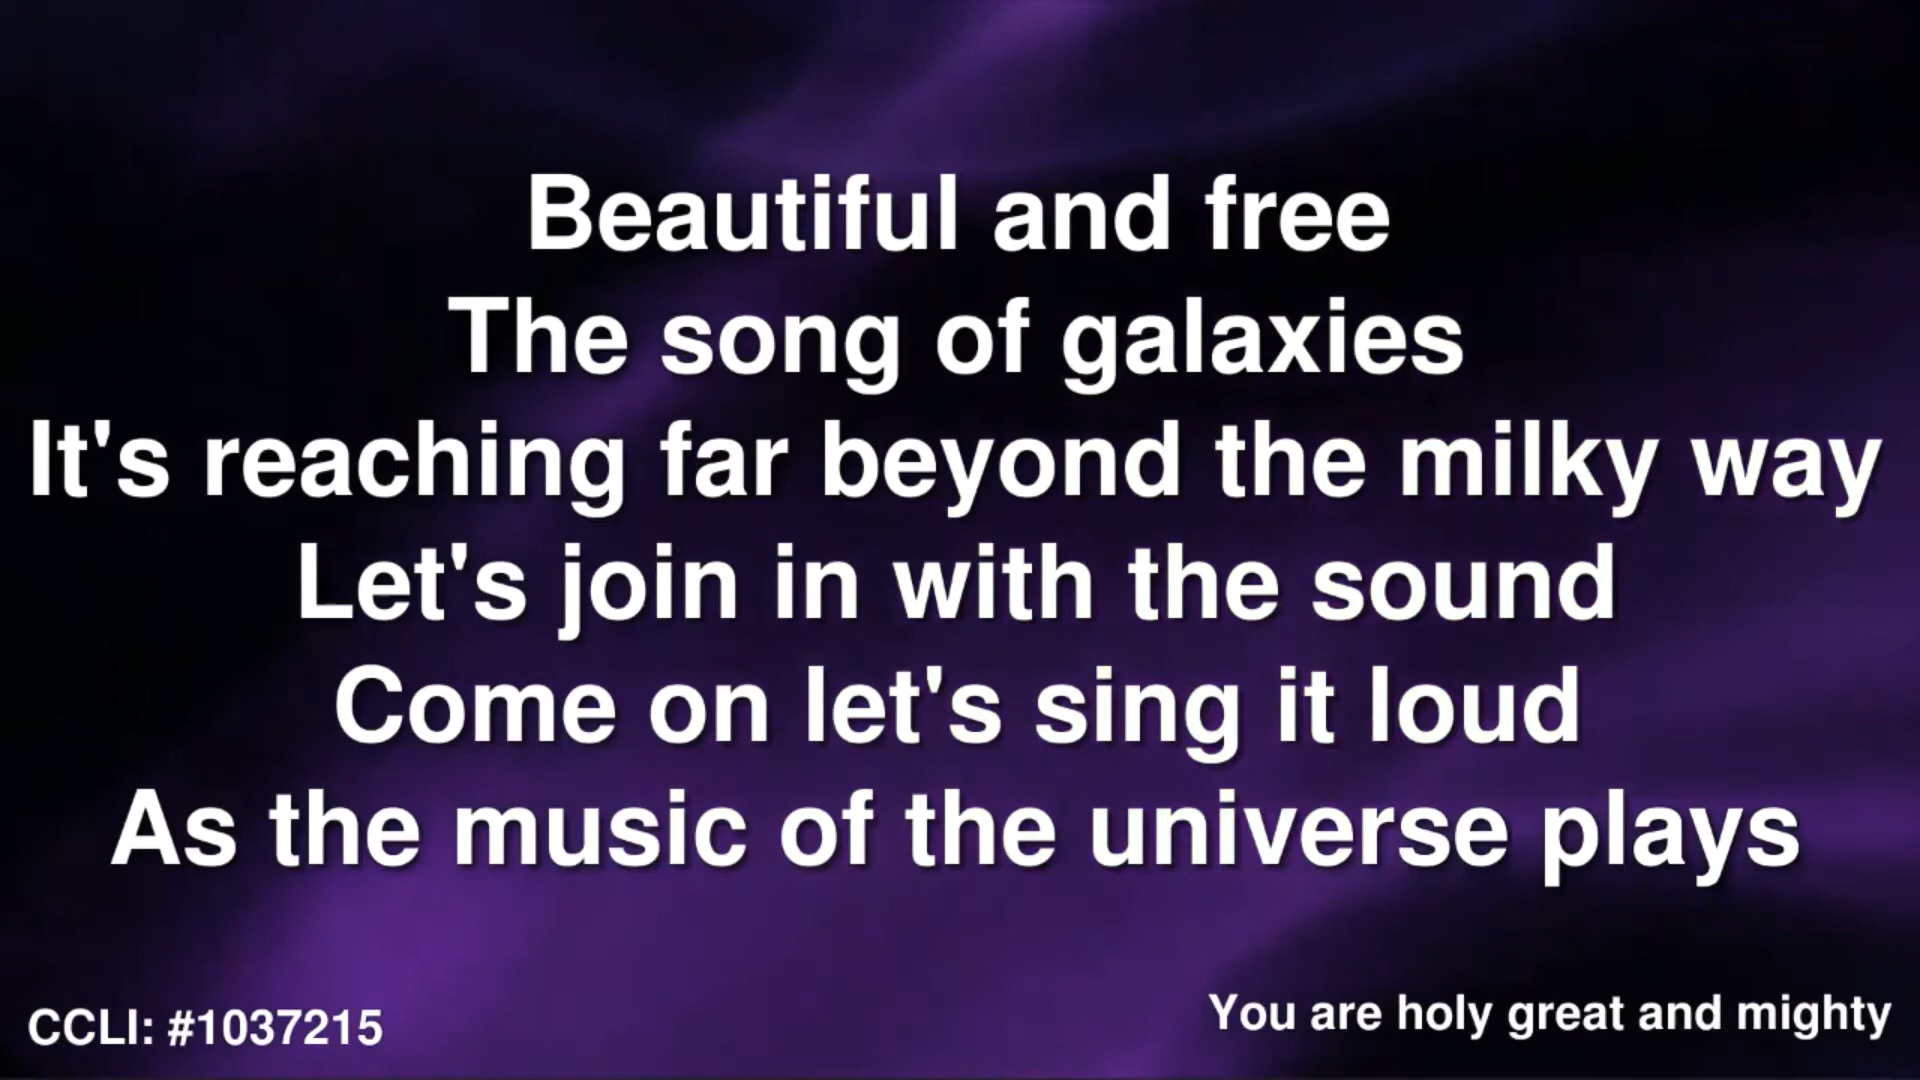 Beautiful and free
The song of galaxies
It's reaching far beyond the milky way
Let's join in with the sound
Come on let's sing it loud
As the music of the universe plays
CCLI: #1037215
You are holy great and mighty